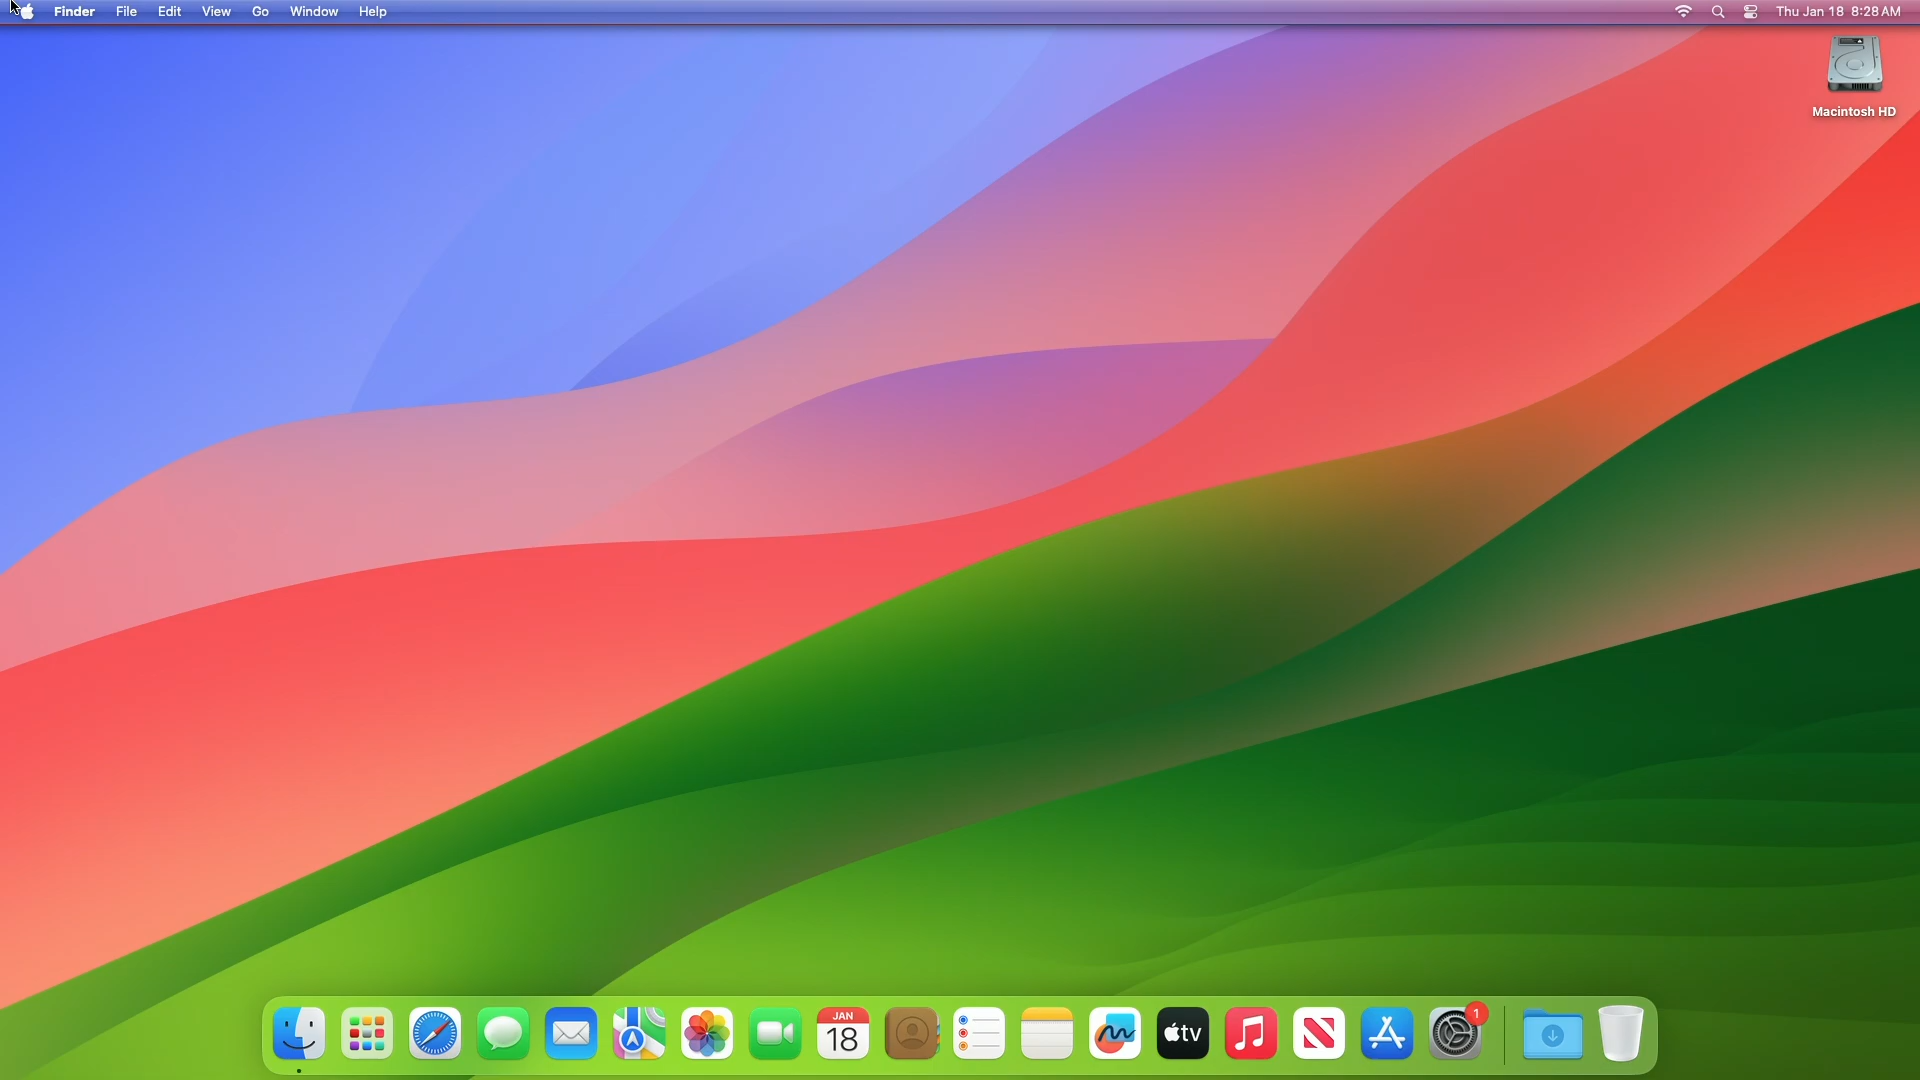 Finder File Edit View Go Window Help Thu Jan 18 8:28 AM
Macintosh HD
JAN
18
tv
1